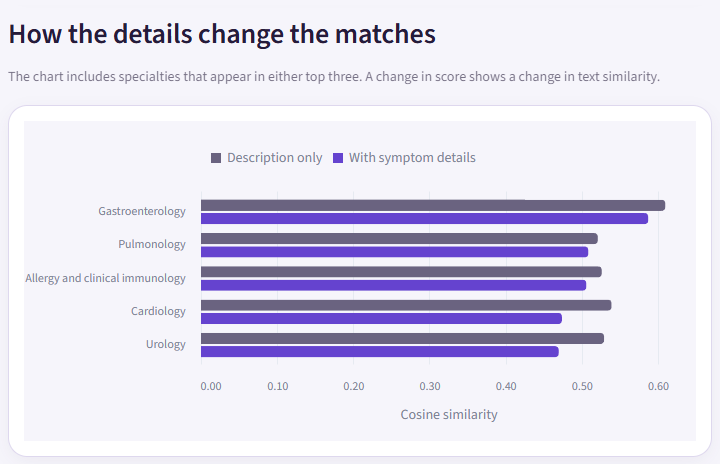 How the details change the matches
The chart includes specialties that appear in either top three. A change in score shows a change in text similarity.
Description only
With symptom details
Gastroenterology
Pulmonology
Allergy and clinical immunology
Cardiology
Urology
0.00 0.10 0.20 0.30 0.40 0.50 0.60
Cosine similarity